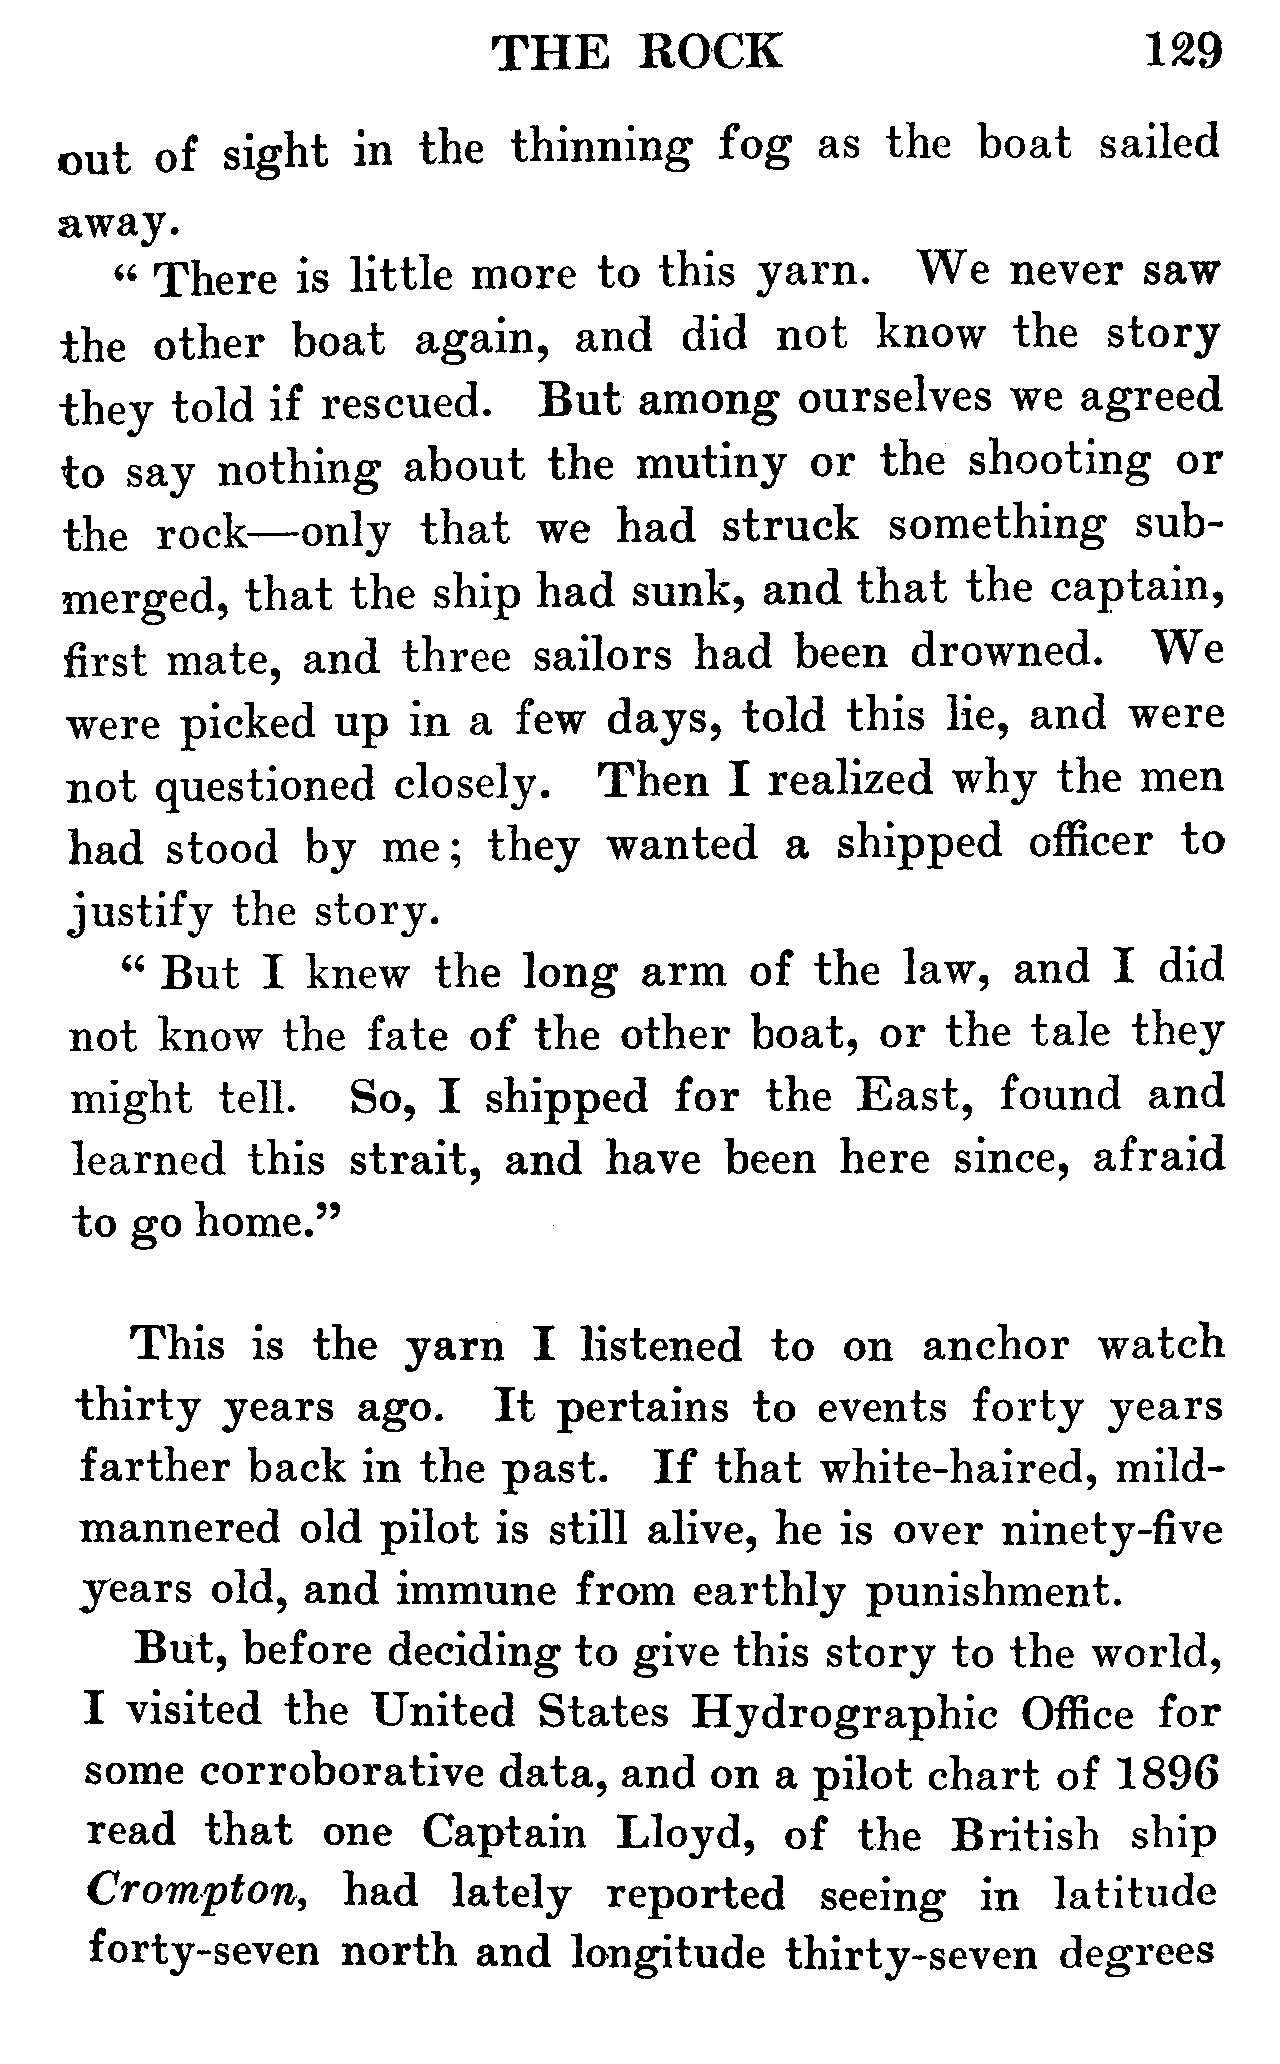 THE ROCK 129
out of sight in the thinning fog as the boat sailed
away.
“ There is little more to this yarn. We never saw
the other boat again, and did not know the story
they told if rescued. But among ourselves we agreed
to say nothing about the mutiny or the shooting or
the rock—only that we had struck something sub-
merged, that the ship had sunk, and that the captain,
first mate, and three sailors had been drowned. We
were picked up in a few days, told this lie, and were
not questioned closely. Then I realized why the men
had stood by me; they wanted a shipped officer to
justify the story.
“ But I knew the long arm of the law, and I did
not know the fate of the other boat, or the tale they
might tell. So, I shipped for the East, found and
learned this strait, and have been here since, afraid
to go home.”
This is the yarn I listened to on anchor watch
thirty years ago. It pertains to events forty years
farther back in the past. If that white-haired, mild-
mannered old pilot is still alive, he is over ninety-five
years old, and immune from earthly punishment.
But, before deciding to give this story to the world,
I visited the United States Hydrographic Office for
some corroborative data, and on a pilot chart of 1896
read that one Captain Lloyd, of the British ship
Crompton, had lately reported seeing in latitude
forty-seven north and longitude thirty-seven degrees